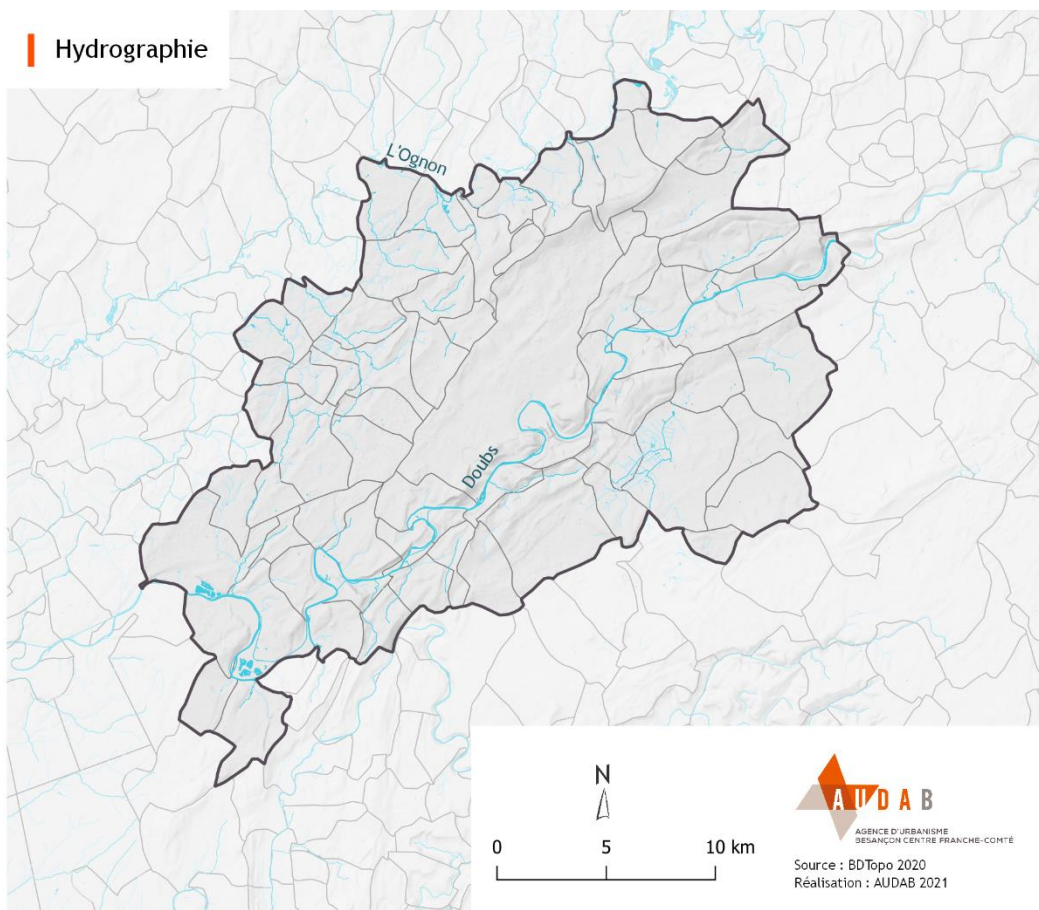 Hydrographie
L'Ognon
Doubs
N
0 5 10 km
AUDAB
AGENCE D'URBANISME
BESANÇON CENTRE FRANCHE-COMTÉ
Source : BDTopo 2020
Réalisation : AUDAB 2021